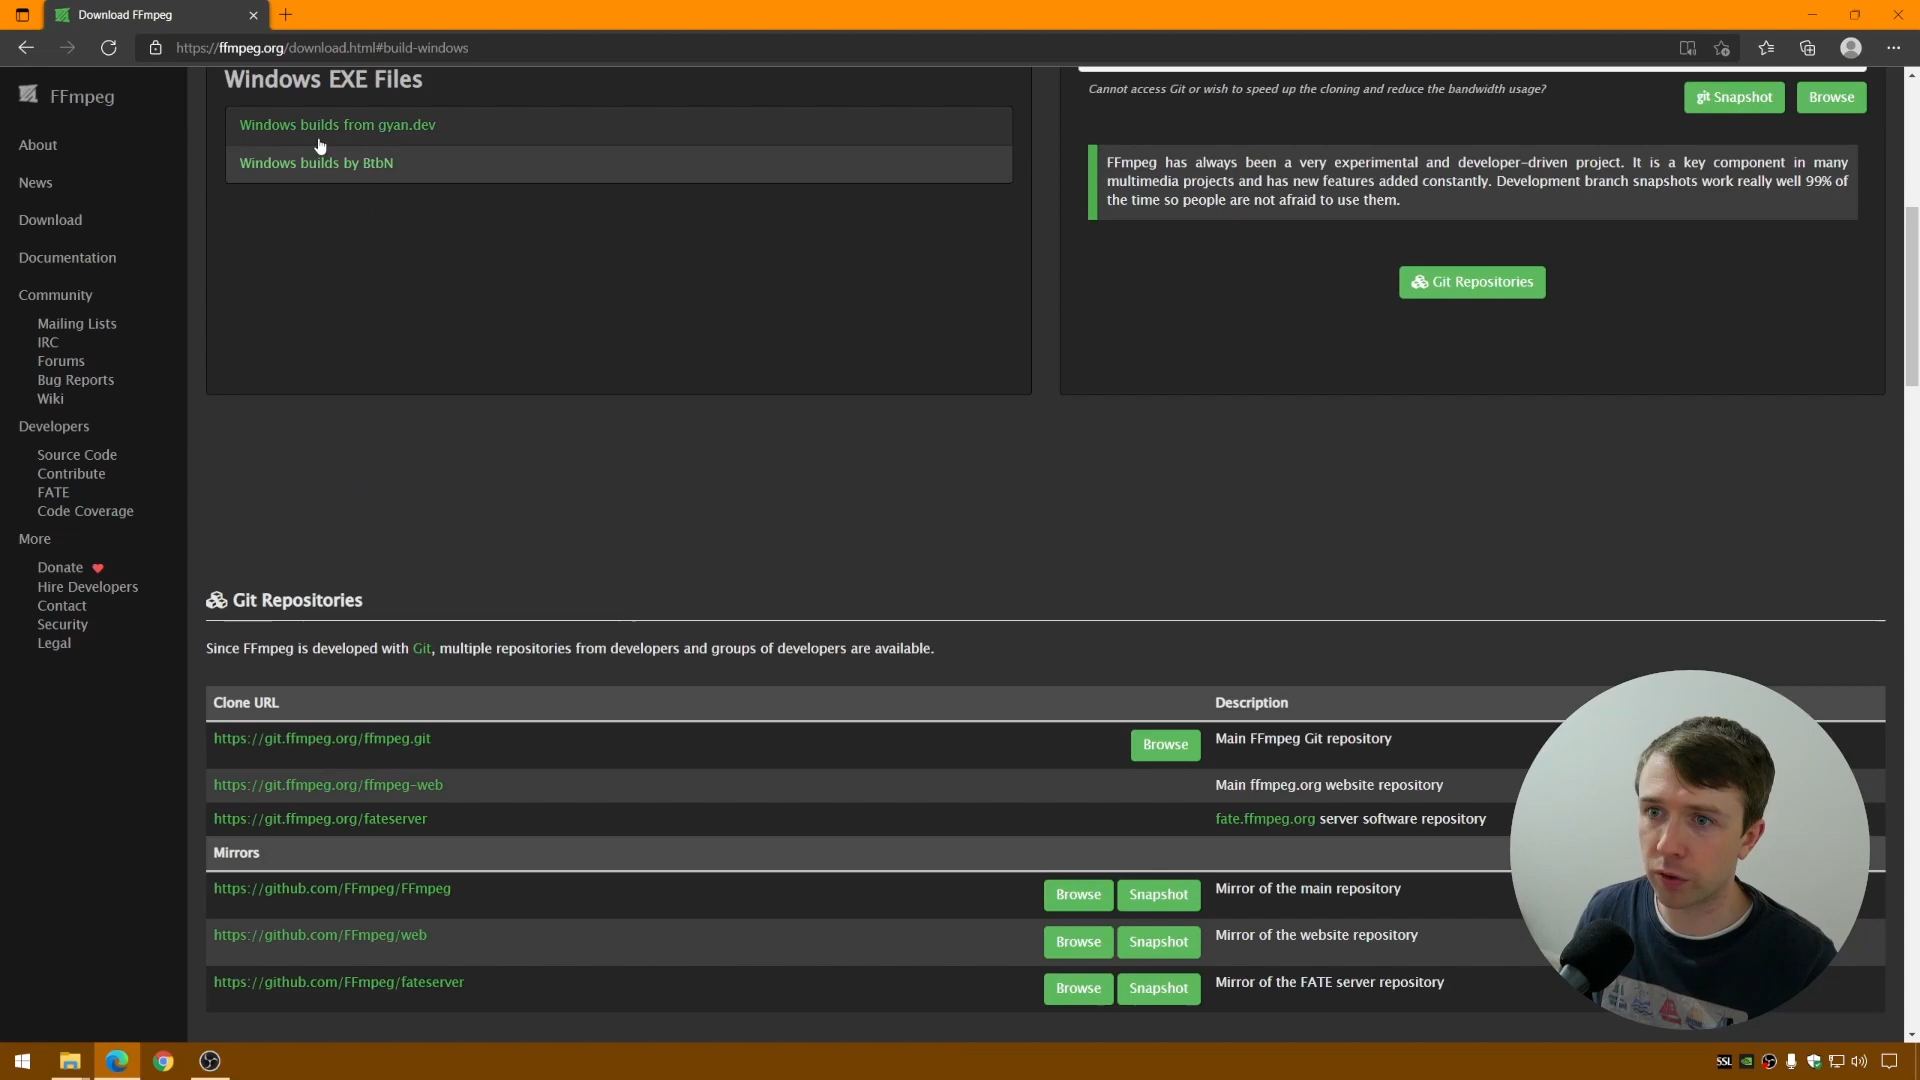 Download FFmpeg
https://ffmpeg.org/download.html#build-windows
FFmpeg
About
News
Download
Documentation
Community
Mailing Lists
IRC
Forums
Bug Reports
Wiki
Developers
Source Code
Contribute
FATE
Code Coverage
More
Donate
Hire Developers
Contact
Security
Legal
Windows EXE Files
Windows builds from gyan.dev
Windows builds by BtbN
Cannot access Git or wish to speed up the cloning and reduce the bandwidth usage?
git Snapshot
Browse
FFmpeg has always been a very experimental and developer-driven project. It is a key component in many
multimedia projects and has new features added constantly. Development branch snapshots work really well 99% of
the time so people are not afraid to use them.
Git Repositories
Git Repositories
Since FFmpeg is developed with Git, multiple repositories from developers and groups of developers are available.
Clone URL
Description
https://git.ffmpeg.org/ffmpeg.git
Browse
Main FFmpeg Git repository
https://git.ffmpeg.org/ffmpeg-web
Main ffmpeg.org website repository
https://git.ffmpeg.org/fateserver
fate.ffmpeg.org server software repository
Mirrors
https://github.com/FFmpeg/FFmpeg
Browse
Snapshot
Mirror of the main repository
https://github.com/FFmpeg/web
Browse
Snapshot
Mirror of the website repository
https://github.com/FFmpeg/fateserver
Browse
Snapshot
Mirror of the FATE server repository
SSL